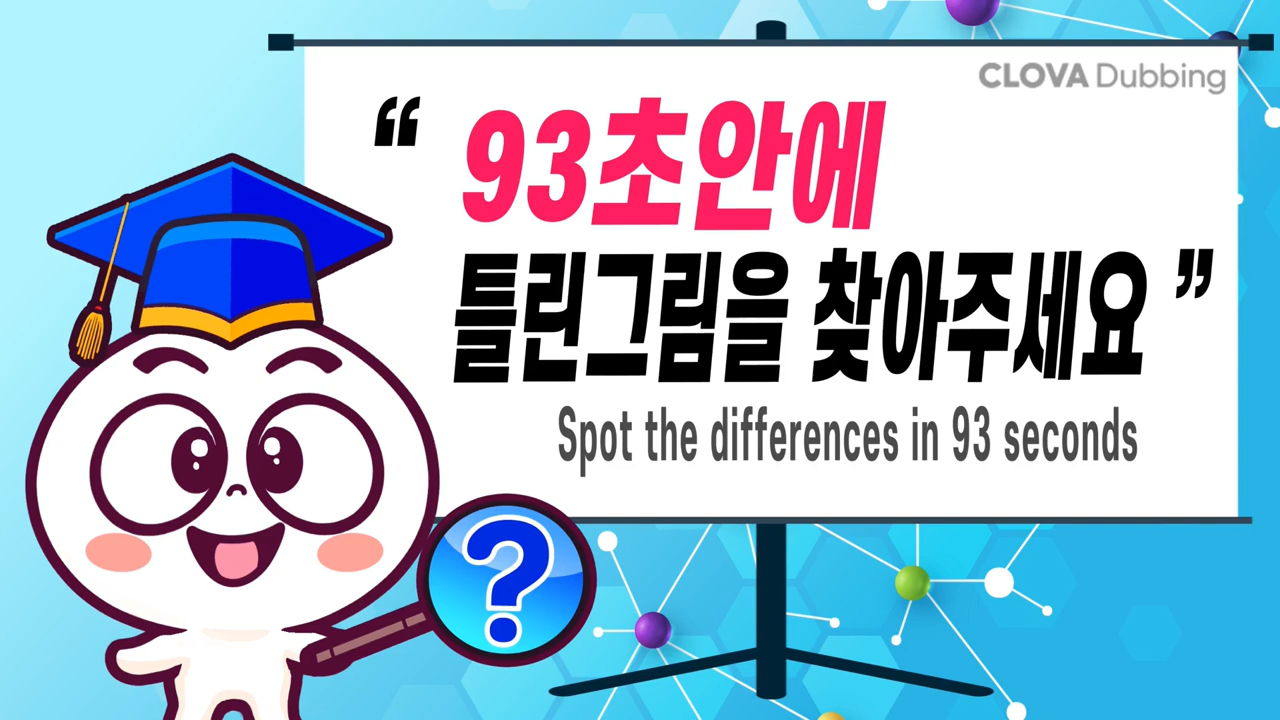 CLOVA Dubbing
“ 93초안에
틀린그림을 찾아주세요 ”
Spot the differences in 93 seconds
?